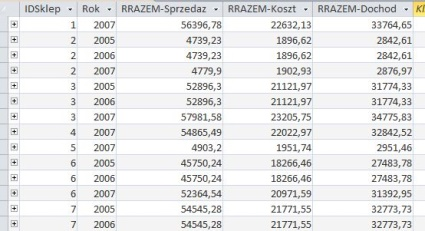 IDSklep Rok RRAZEM-Sprzedaz RRAZEM-Koszt RRAZEM-Dochod
1 2007 56396,78 22632,13 33764,65
2 2005 4739,23 1896,62 2842,61
2 2006 4739,23 1896,62 2842,61
2 2007 4779,9 1902,93 2876,97
3 2005 52896,3 21121,97 31774,33
3 2006 52896,3 21121,97 31774,33
3 2007 57981,58 23205,75 34775,83
4 2007 54865,49 22022,97 32842,52
5 2007 4903,2 1951,74 2951,46
6 2005 45750,24 18266,46 27483,78
6 2006 45750,24 18266,46 27483,78
6 2007 52364,54 20971,59 31392,95
7 2005 54545,28 21771,55 32773,73
7 2006 54545,28 21771,55 32773,73